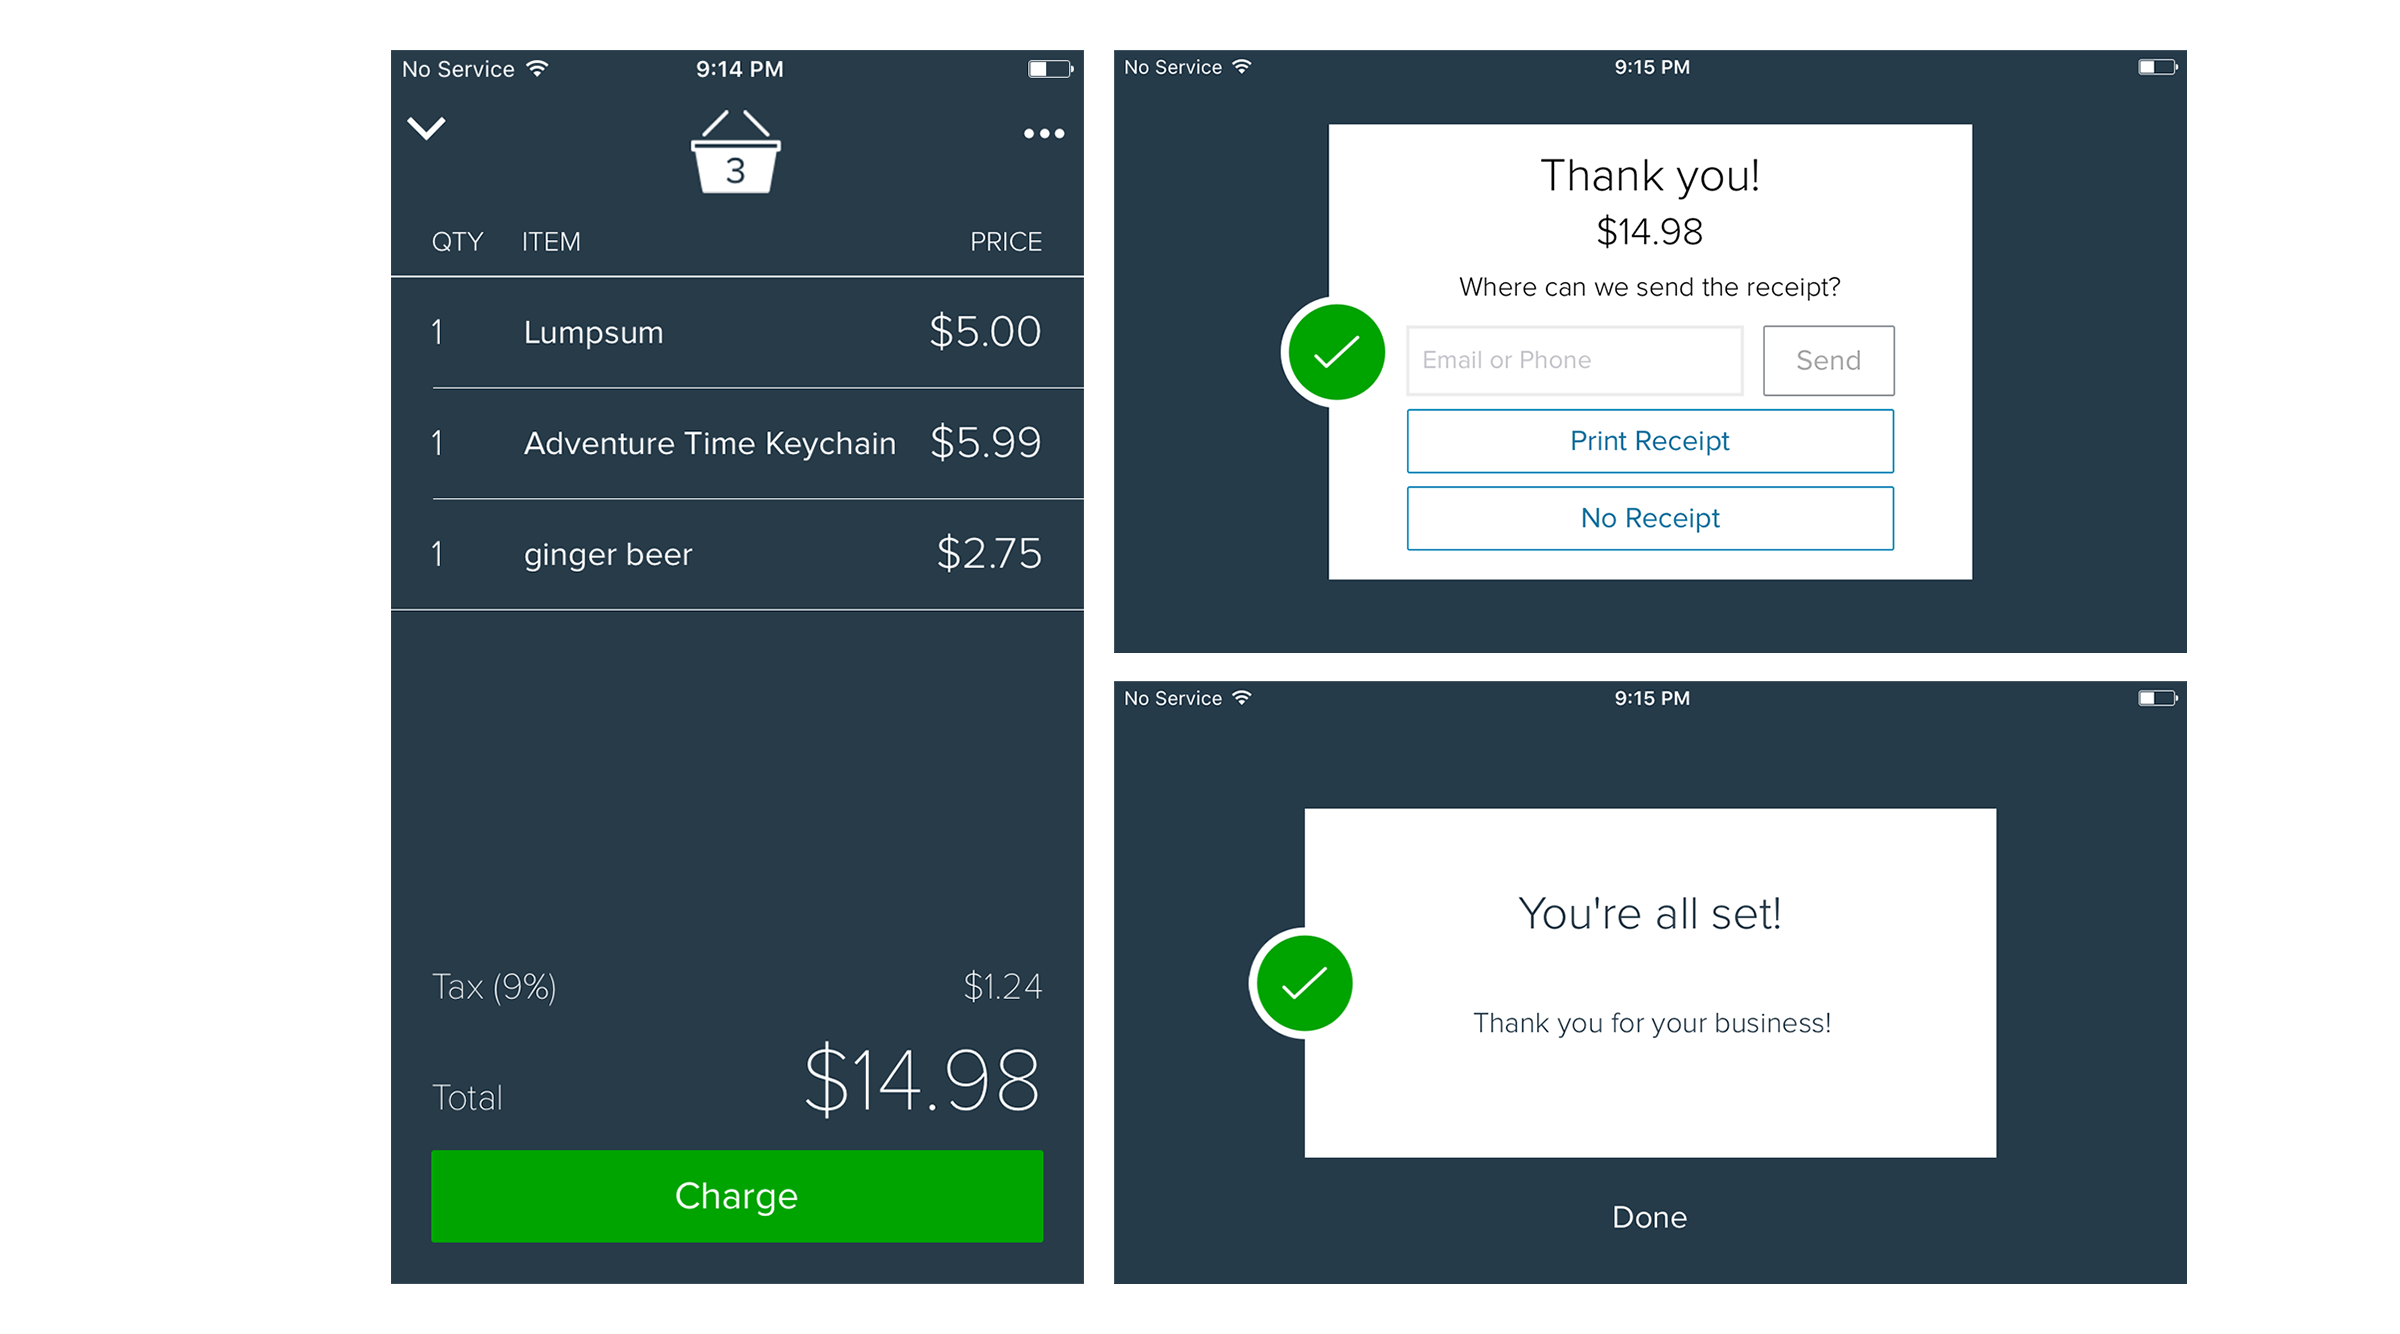 No Service 9:14 PM
3
QTY ITEM PRICE
1 Lumpsum $5.00
1 Adventure Time Keychain $5.99
1 ginger beer $2.75
Tax (9%) $1.24
Total $14.98
Charge
No Service 9:15 PM
Thank you!
$14.98
Where can we send the receipt?
Email or Phone Send
Print Receipt
No Receipt
No Service 9:15 PM
You're all set!
Thank you for your business!
Done